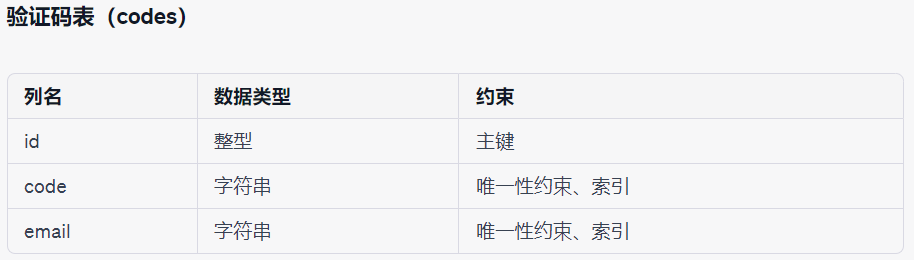 验证码表（codes）
列名 数据类型 约束
id 整型 主键
code 字符串 唯一性约束、索引
email 字符串 唯一性约束、索引